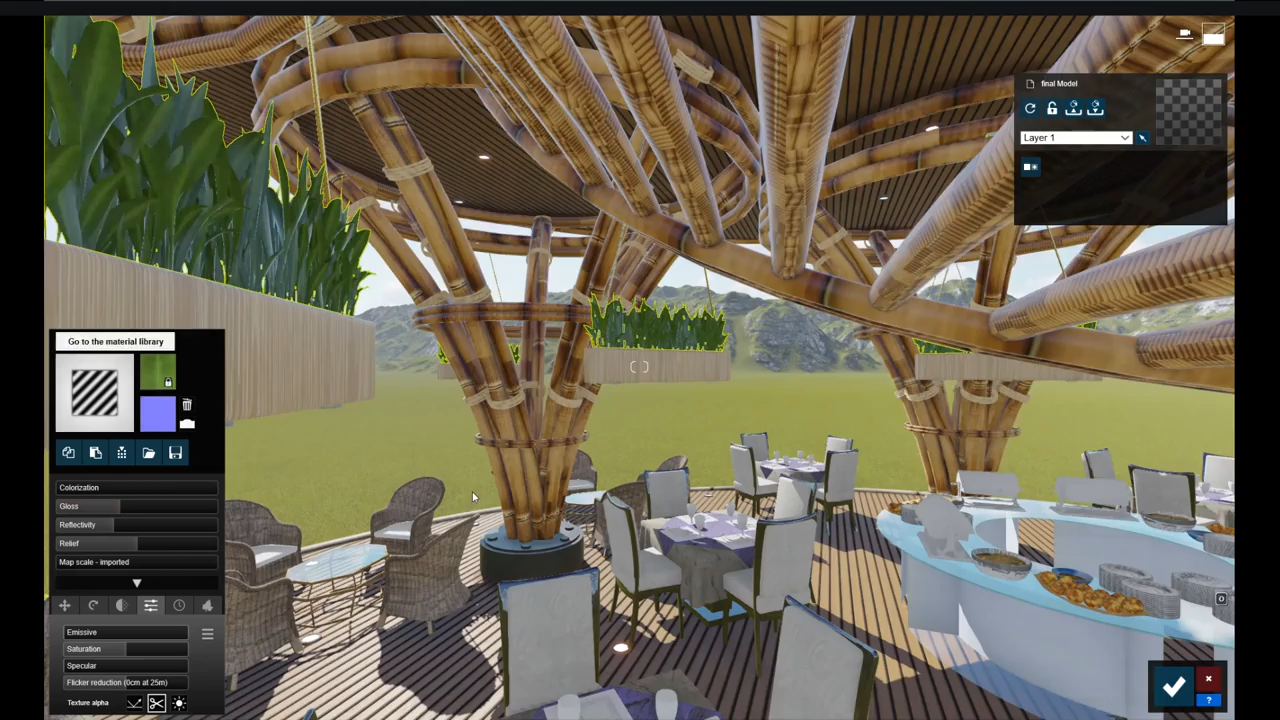 final Model
Layer 1
Go to the material library
Colorization
Gloss
Reflectivity
Relief
Map scale - imported
Emissive
Saturation
Specular
Flicker reduction (0cm at 25m)
Texture alpha
?